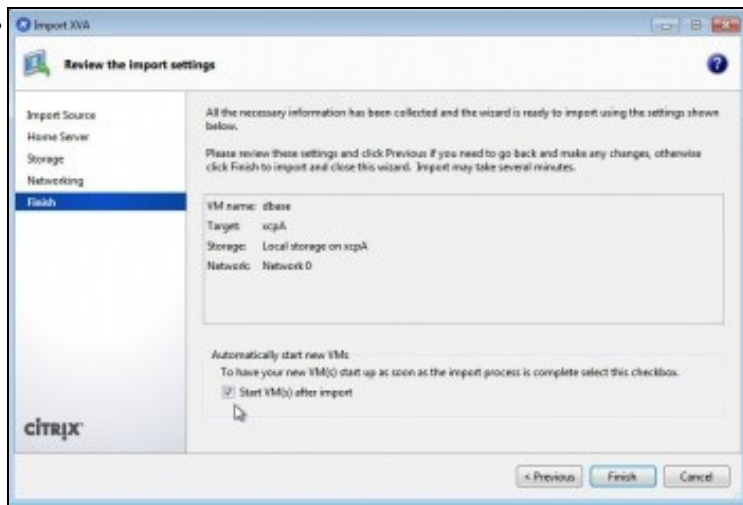 Import XVA
Review the import settings
Import Source
Home Server
Storage
Networking
Finish
All the necessary information has been collected and the wizard is ready to import using the settings shown
below.
Please review these settings and click Previous if you need to go back and make any changes, otherwise
click Finish to import and close this wizard. Import may take several minutes.
VM name: dbase
Target: xcpA
Storage: Local storage on xcpA
Network: Network 0
Automatically start new VMs
To have your new VM(s) start up as soon as the import process is complete select this checkbox.
Start VM(s) after import
CITRIX
< Previous
Finish
Cancel